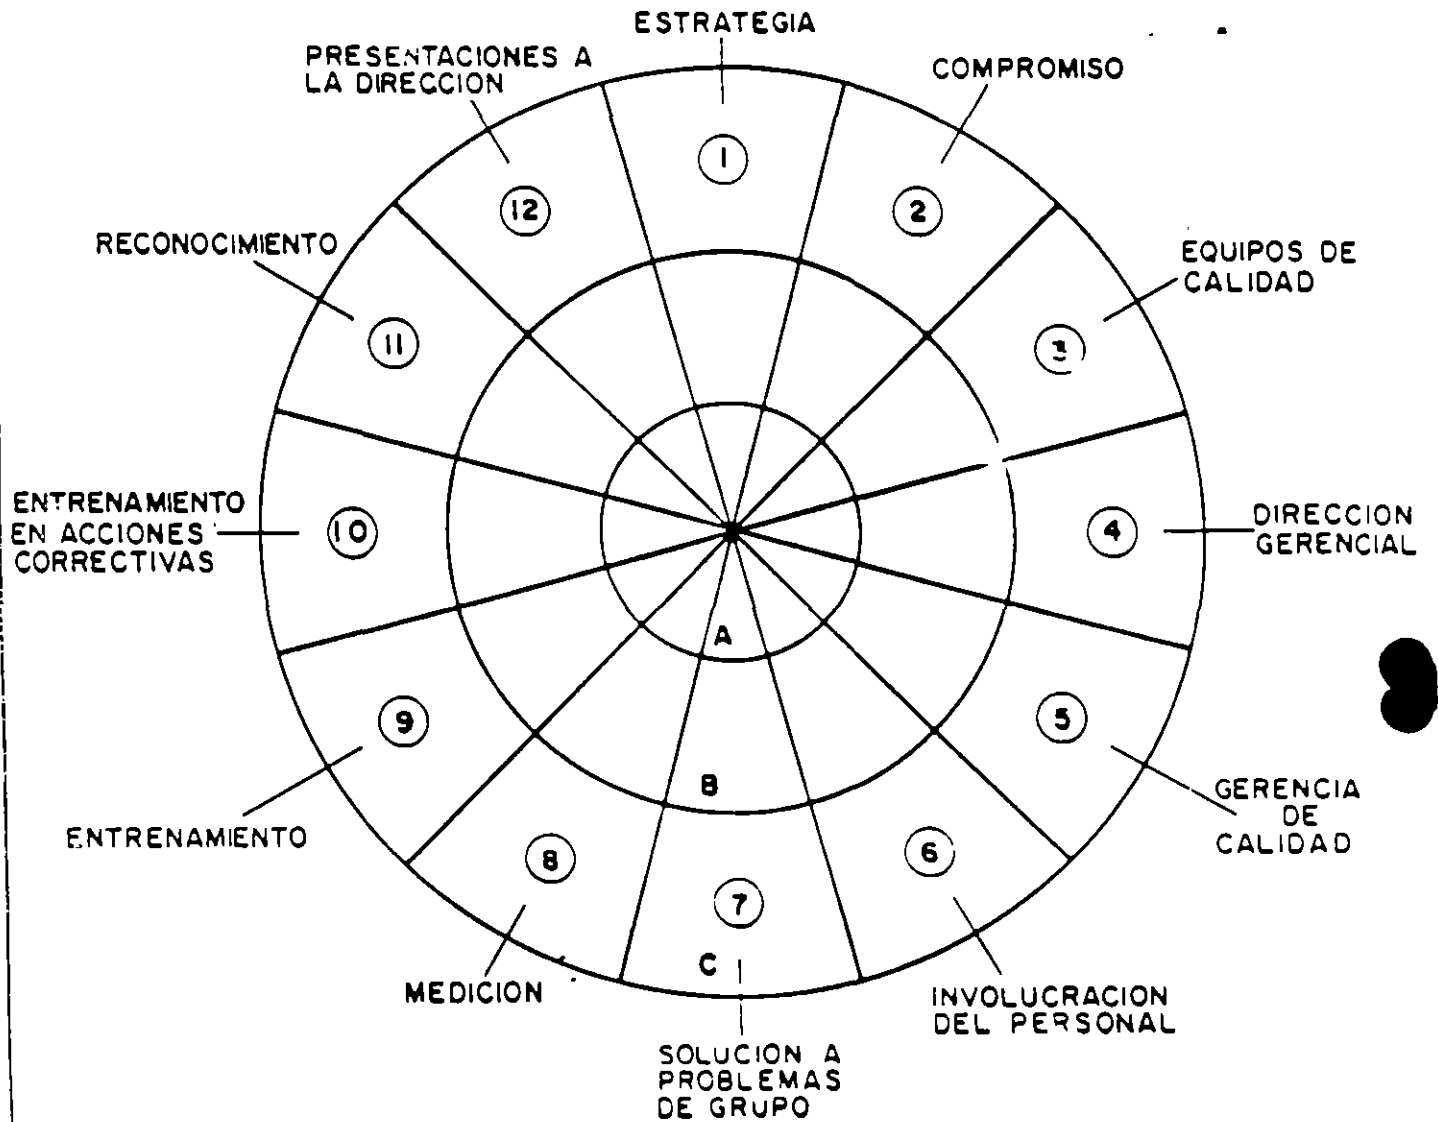 ESTRATEGIA
PRESENTACIONES A
LA DIRECCION
COMPROMISO
1
12
2
RECONOCIMIENTO
EQUIPOS DE
CALIDAD
11
3
ENTRENAMIENTO
EN ACCIONES
CORRECTIVAS
10
4
DIRECCION
GERENCIAL
A
9
5
B
GERENCIA
DE
CALIDAD
ENTRENAMIENTO
8
6
7
C
MEDICION
INVOLUCRACION
DEL PERSONAL
SOLUCION A
PROBLEMAS
DE GRUPO